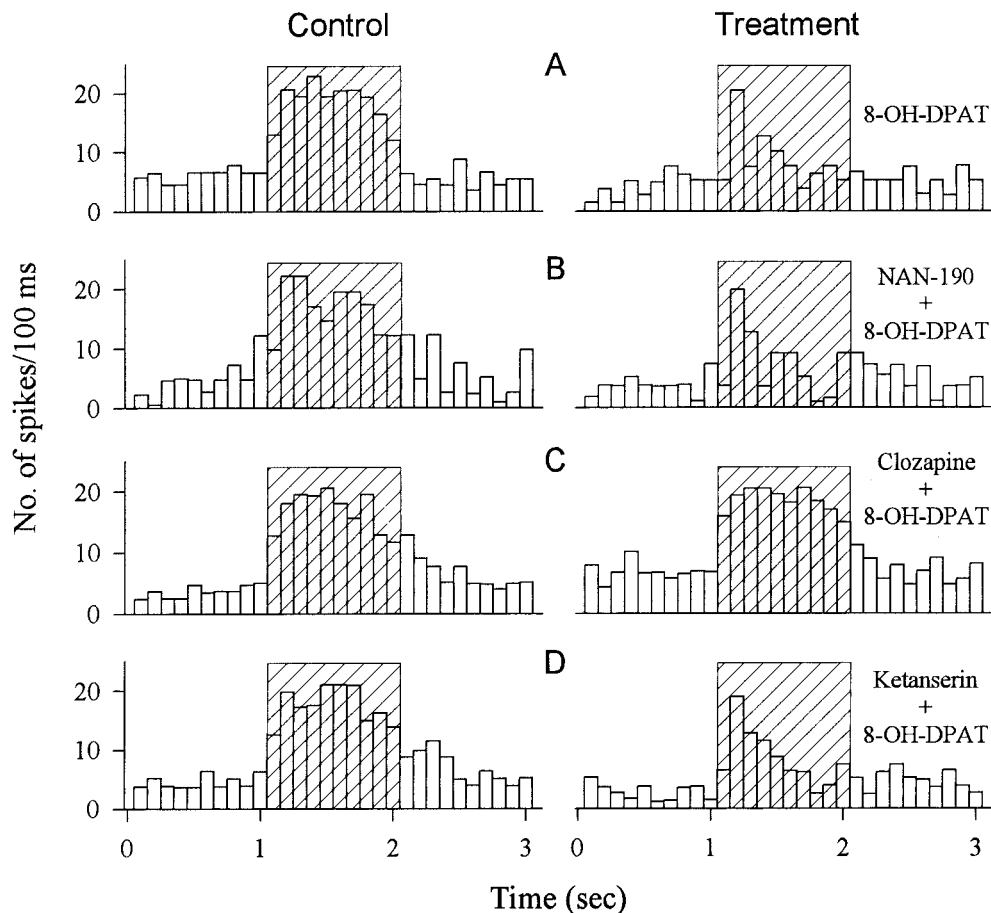 Control
Treatment
A
20
10
0
8-OH-DPAT
B
20
10
0
NAN-190
+
8-OH-DPAT
No. of spikes/100 ms
C
20
10
0
Clozapine
+
8-OH-DPAT
D
20
10
0
Ketanserin
+
8-OH-DPAT
0 1 2 3
0 1 2 3
Time (sec)